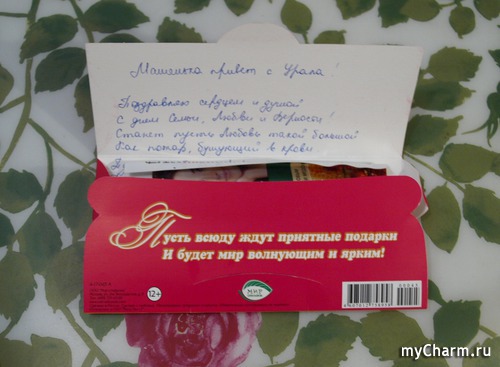 Машенька привет с Урала!
Поздравляю сердцем и душой
С днем Семьи, Любви и Верности!
Станет пусть Любовь такой большой
Как пожар, бушующий в крови.
Пусть всюду ждут приятные подарки
И будет мир волнующим и ярким!
12+
МИР
myCharm.ru